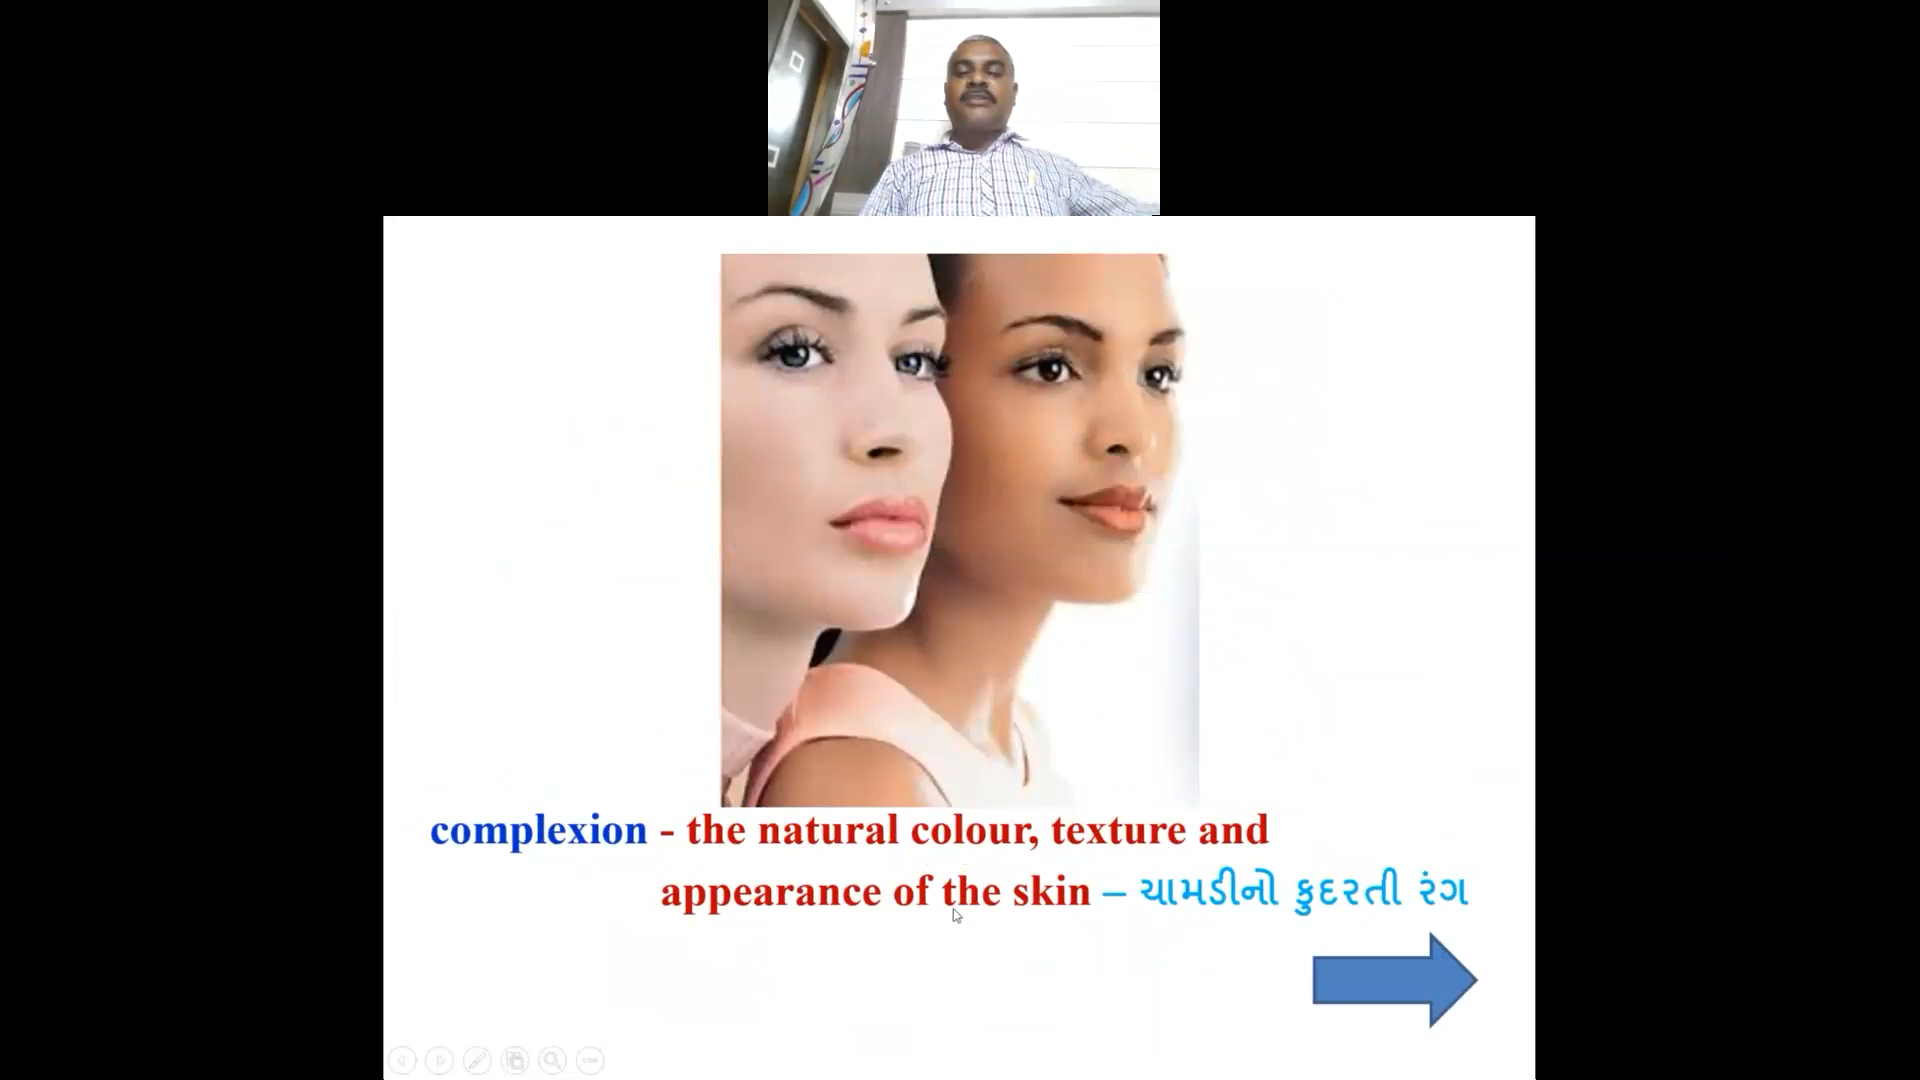 complexion - the natural colour, texture and
appearance of the skin – ચામડીનો કુદરતી રંગ